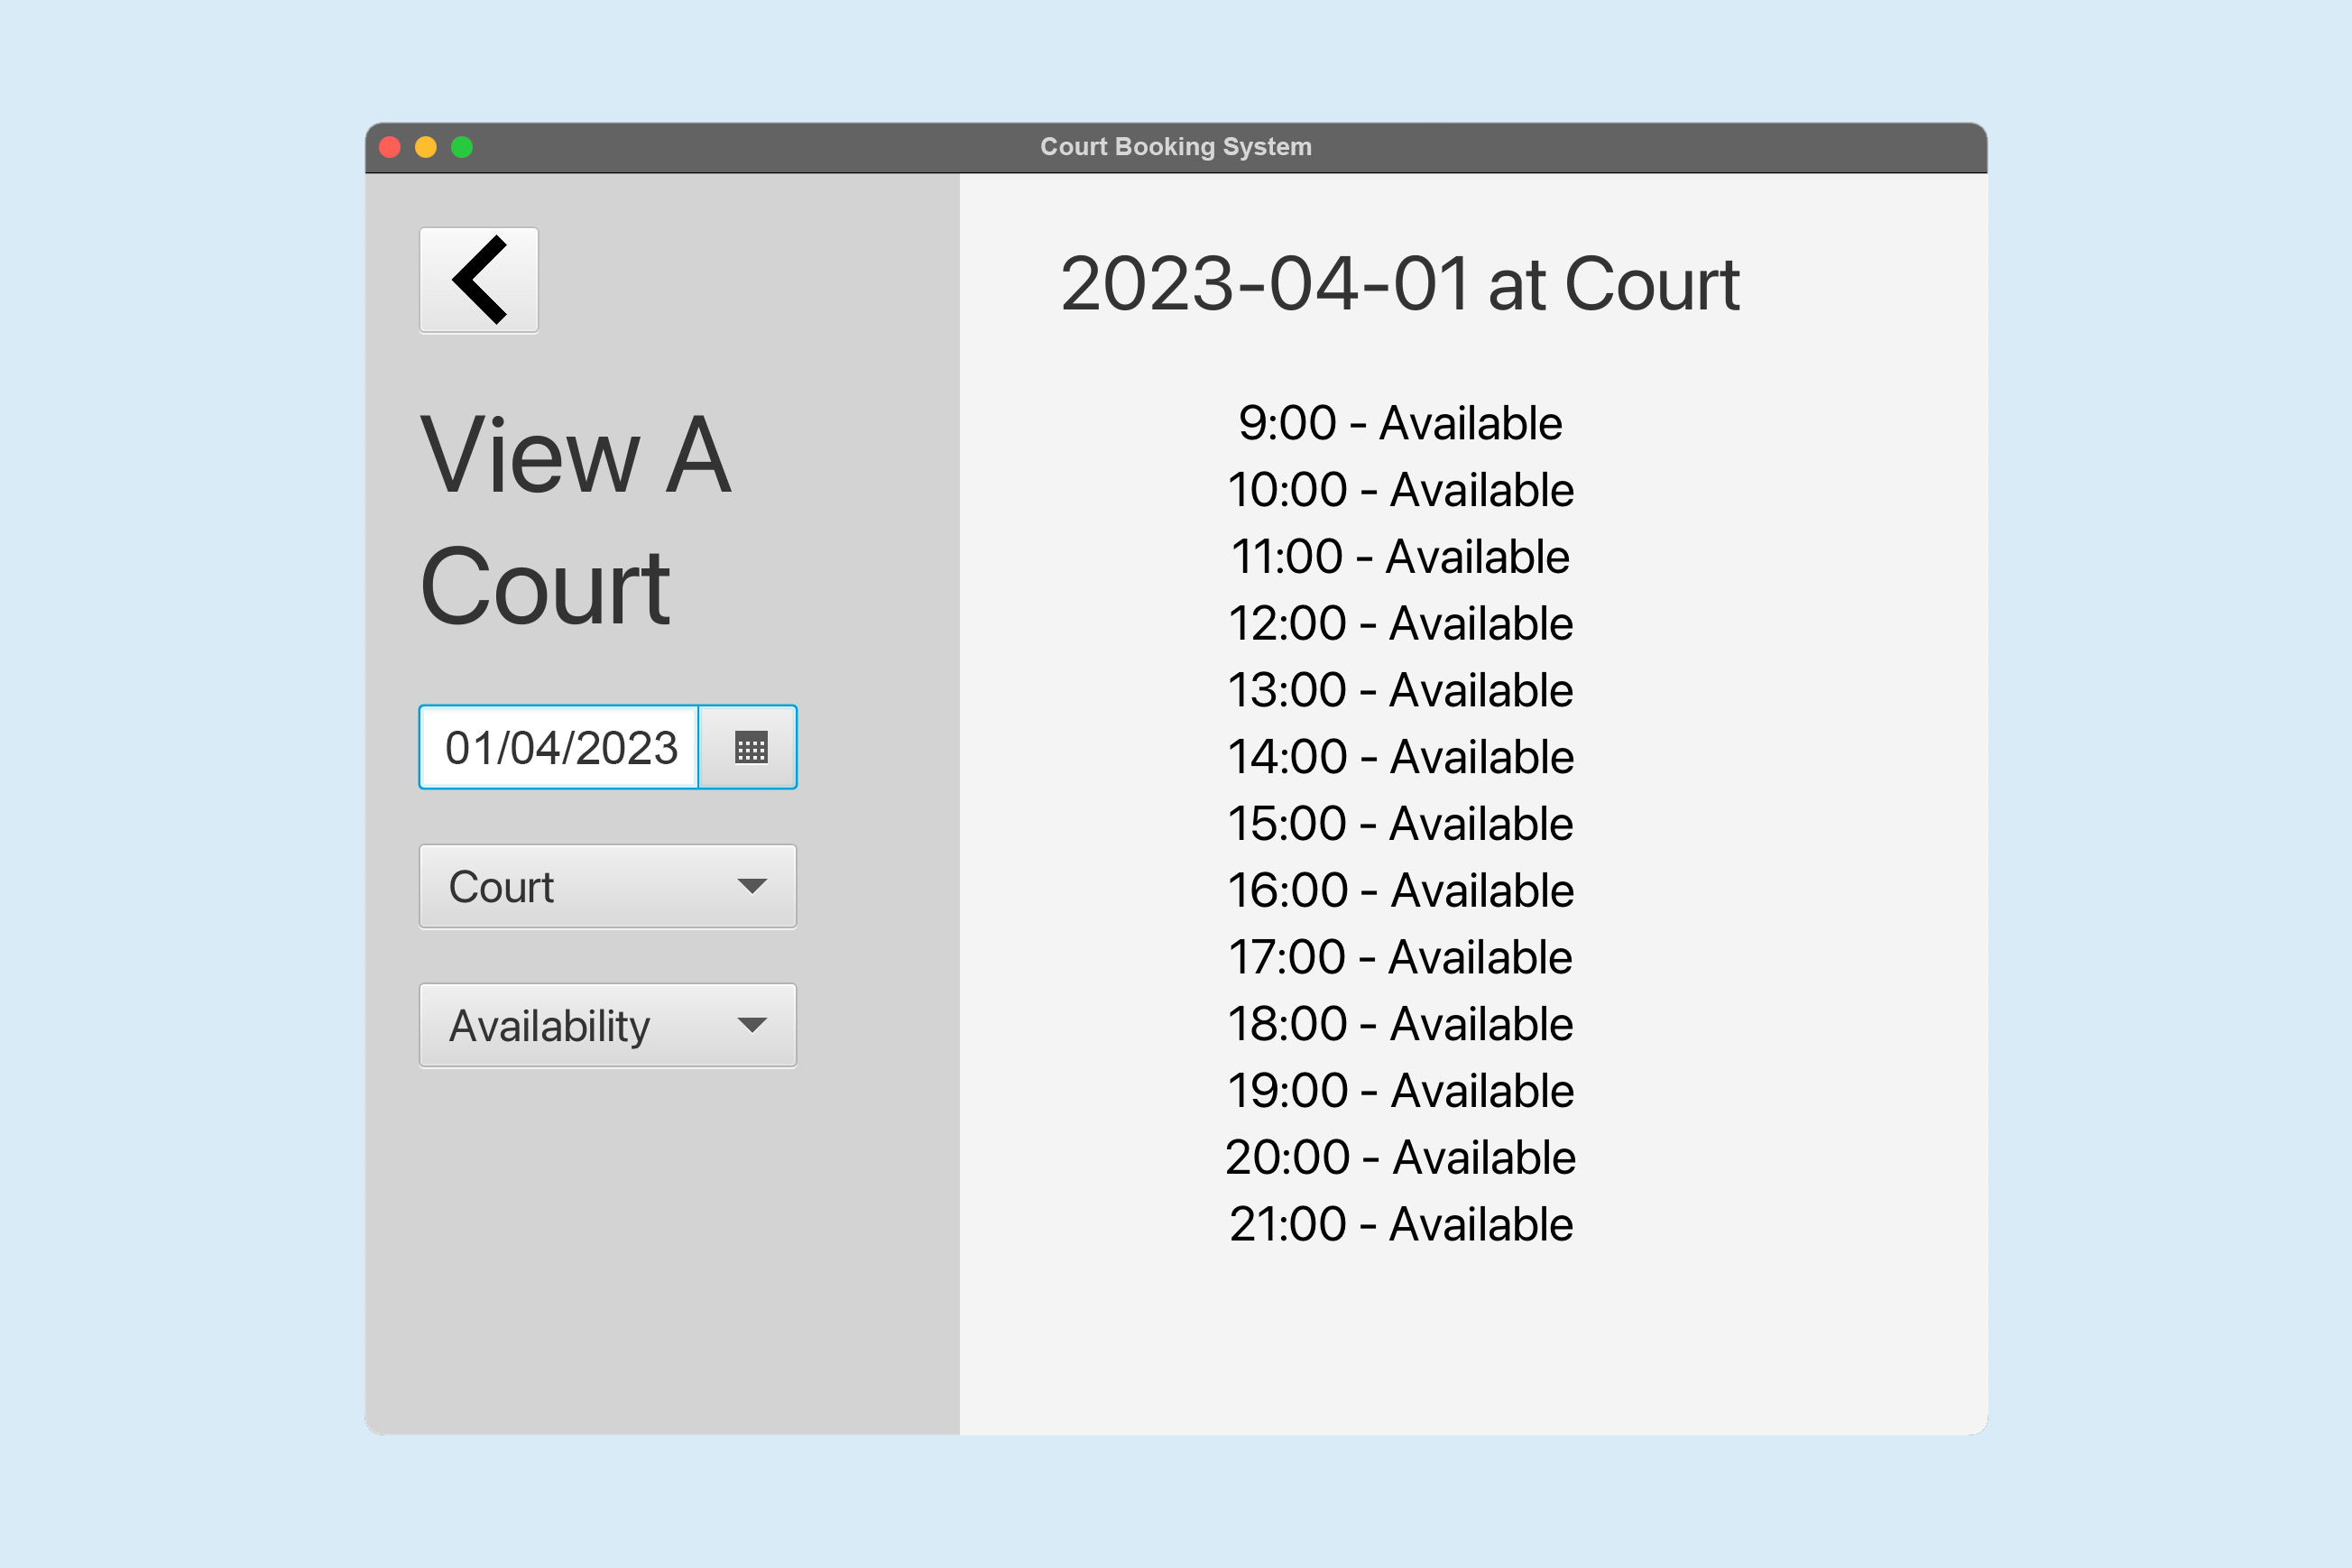 Court Booking System
View A
Court
01/04/2023
Court
Availability
2023-04-01 at Court
9:00 - Available
10:00 - Available
11:00 - Available
12:00 - Available
13:00 - Available
14:00 - Available
15:00 - Available
16:00 - Available
17:00 - Available
18:00 - Available
19:00 - Available
20:00 - Available
21:00 - Available